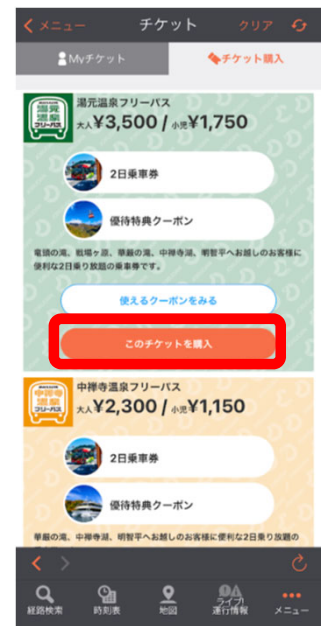 メニュー チケット クリア
Myチケット チケット購入
湯元温泉フリーパス
湯元
温泉
フリーパス
大人¥3,500 / 小児¥1,750
2日乗車券
優待特典クーポン
竜頭の滝、戦場ヶ原、華厳の滝、中禅寺湖、明智平へお越しのお客様に
便利な2日乗り放題の乗車券です。
使えるクーポンをみる
このチケットを購入
中禅寺温泉フリーパス
中禅寺
温泉
フリーパス
大人¥2,300 / 小児¥1,150
2日乗車券
優待特典クーポン
華厳の滝、中禅寺湖、明智平へお越しのお客様に便利な2日乗り放題の
経路検索 時刻表 地図 ライブ!
運行情報 メニュー